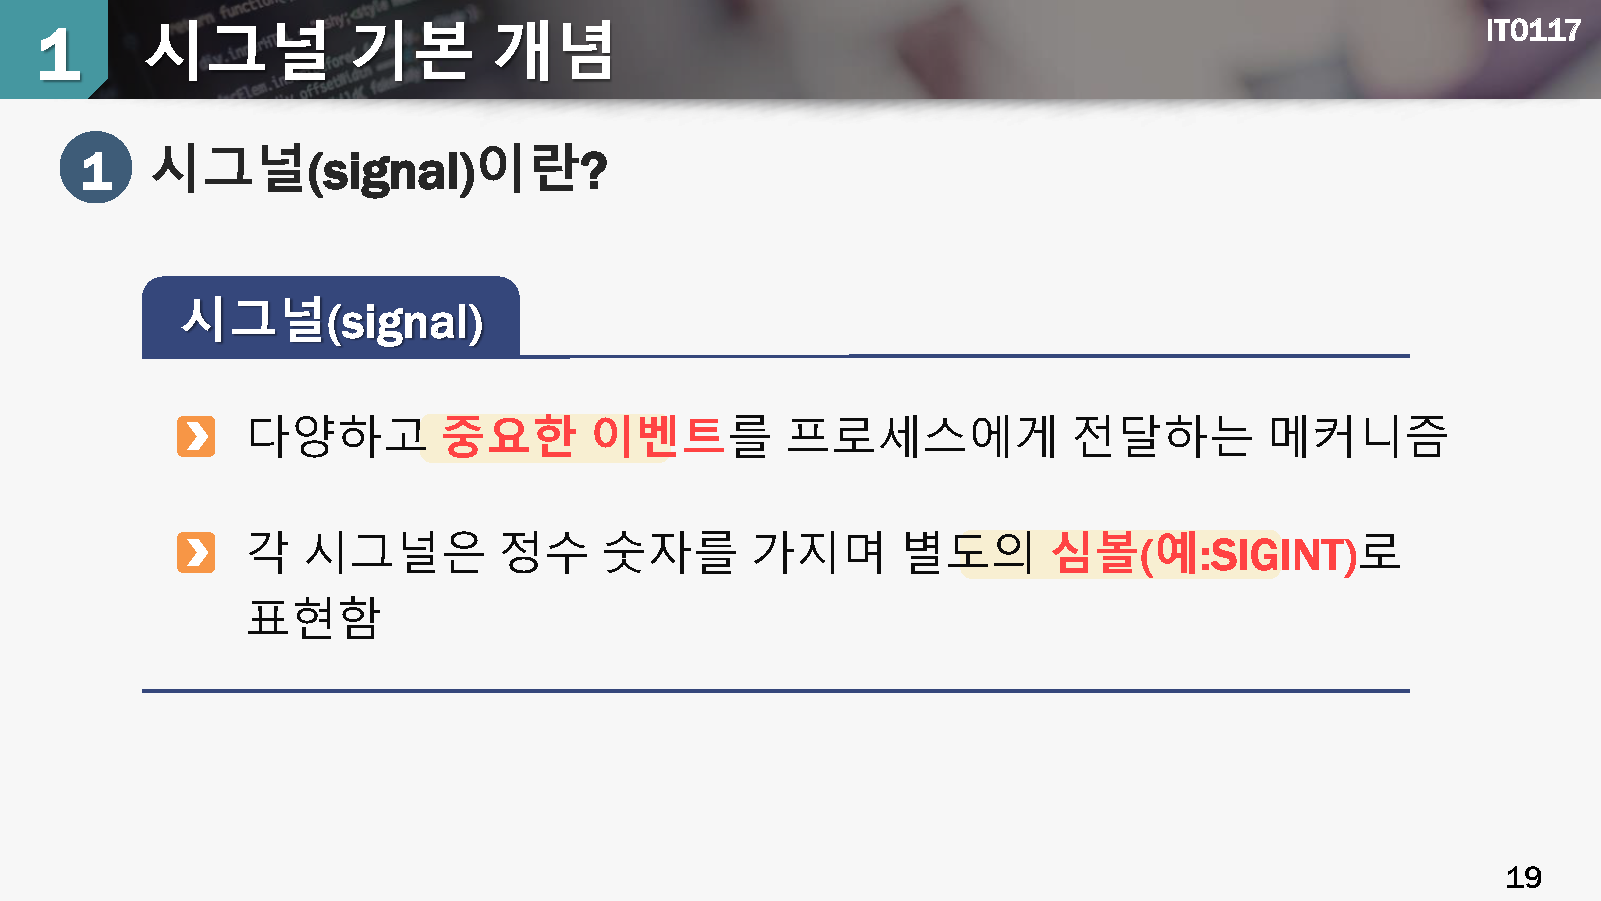 1
시그널 기본 개념
IT0117
1
시그널(signal)이란?
시그널(signal)
다양하고 중요한 이벤트를 프로세스에게 전달하는 메커니즘
각 시그널은 정수 숫자를 가지며 별도의 심볼(예:SIGINT)로
표현함
19